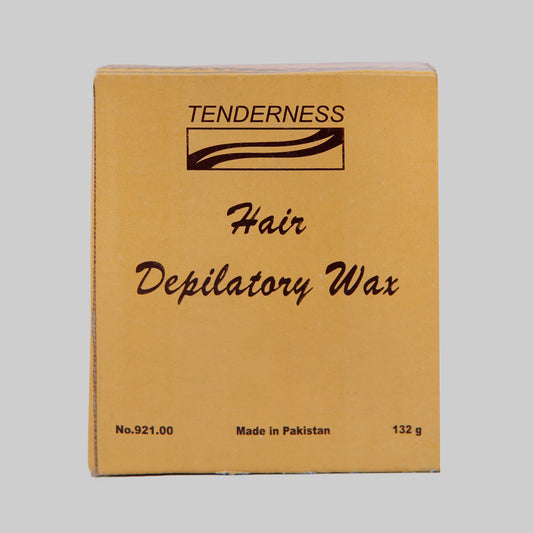 TENDERNESS
Hair
Depilatory Wax
No.921.00 Made in Pakistan 132 g